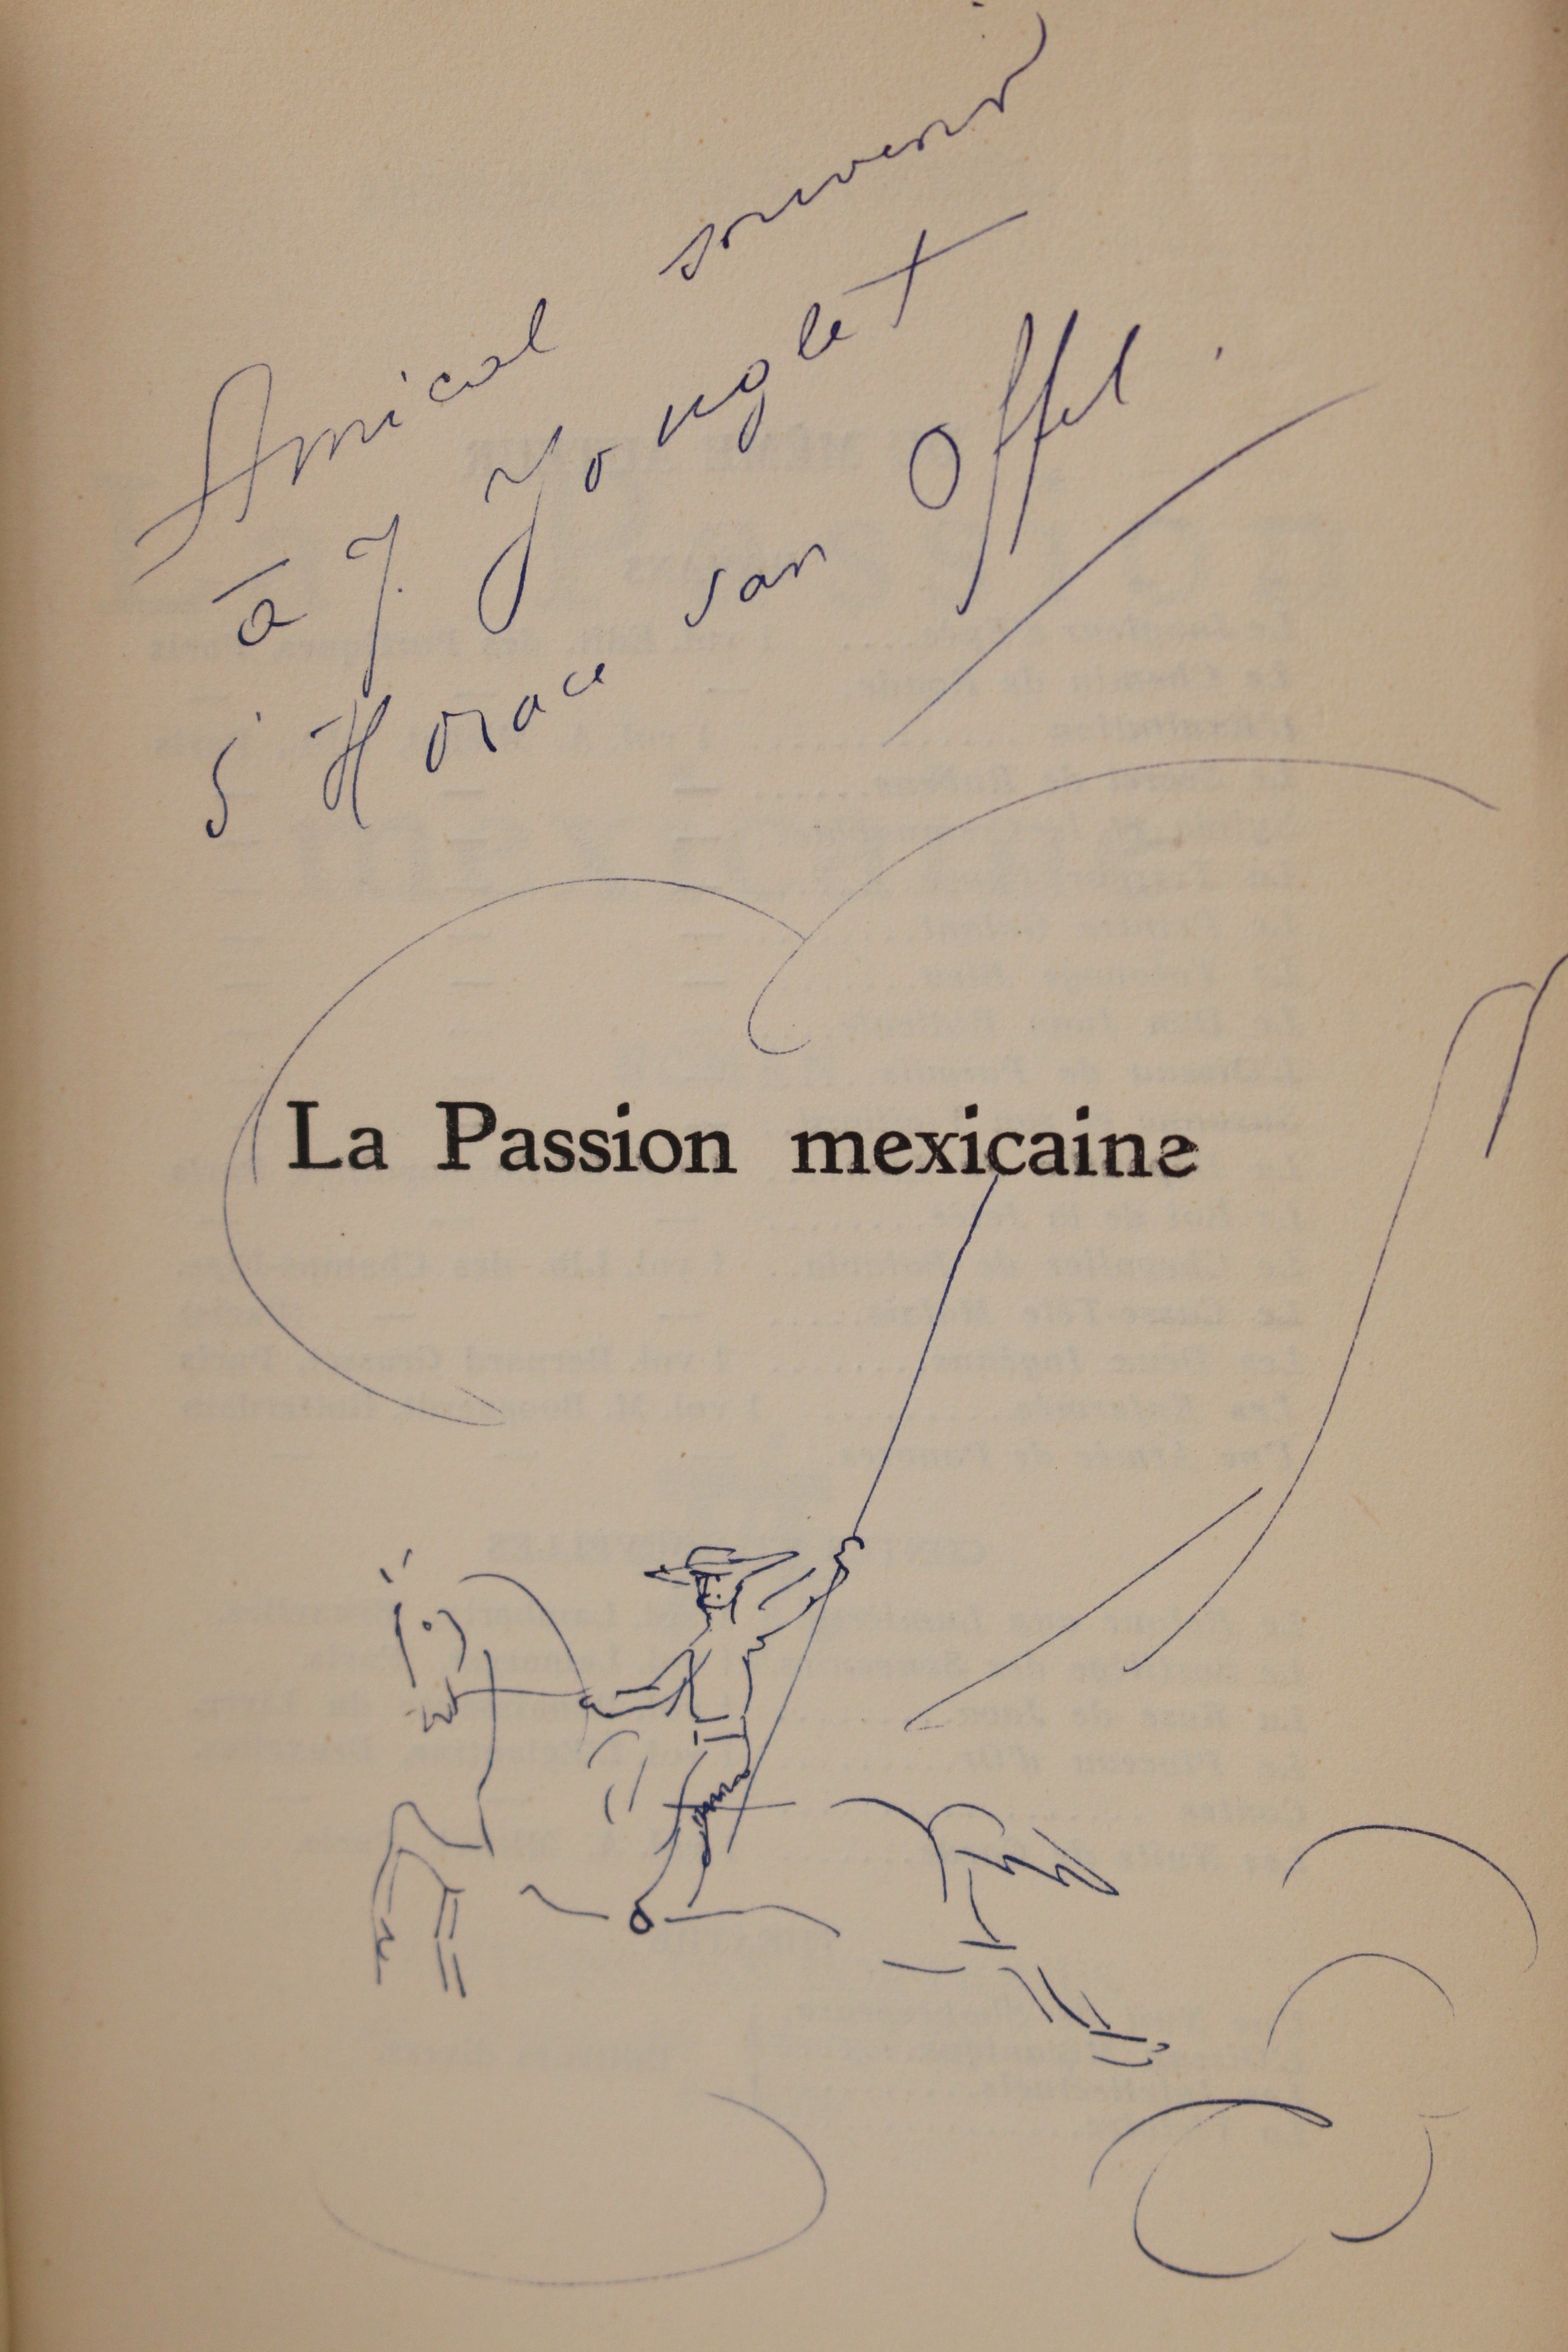 Amical souvenir
à J. Jonglet
d'Horace van Offel.
La Passion mexicaine